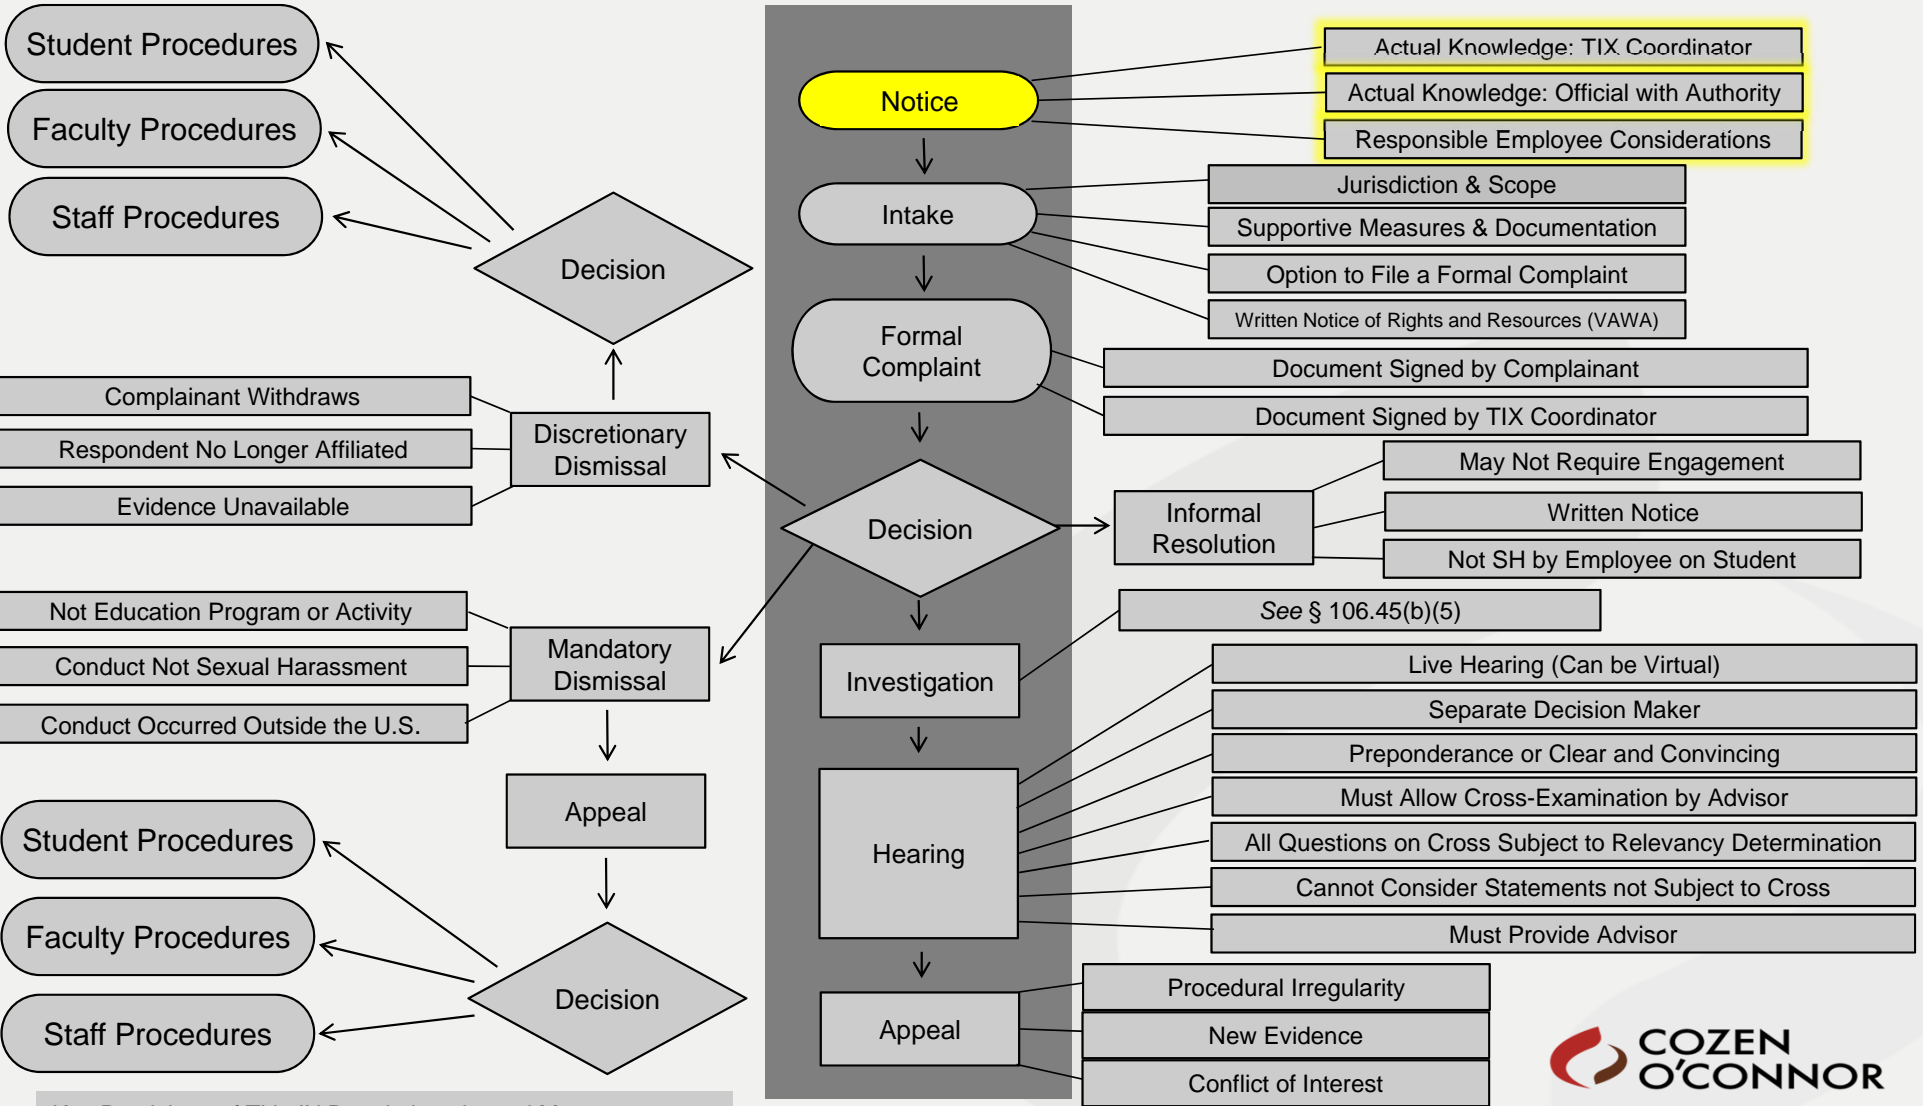 Student Procedures
Faculty Procedures
Staff Procedures
Decision
Complainant Withdraws
Respondent No Longer Affiliated
Evidence Unavailable
Discretionary
Dismissal
Not Education Program or Activity
Conduct Not Sexual Harassment
Conduct Occurred Outside the U.S.
Mandatory
Dismissal
Appeal
Student Procedures
Faculty Procedures
Staff Procedures
Decision
Notice
Actual Knowledge: TIX Coordinator
Actual Knowledge: Official with Authority
Responsible Employee Considerations
Intake
Jurisdiction & Scope
Supportive Measures & Documentation
Option to File a Formal Complaint
Written Notice of Rights and Resources (VAWA)
Formal
Complaint
Document Signed by Complainant
Document Signed by TIX Coordinator
Decision
Informal
Resolution
May Not Require Engagement
Written Notice
Not SH by Employee on Student
Investigation
See § 106.45(b)(5)
Hearing
Live Hearing (Can be Virtual)
Separate Decision Maker
Preponderance or Clear and Convincing
Must Allow Cross-Examination by Advisor
All Questions on Cross Subject to Relevancy Determination
Cannot Consider Statements not Subject to Cross
Must Provide Advisor
Appeal
Procedural Irregularity
New Evidence
Conflict of Interest
COZEN
O'CONNOR